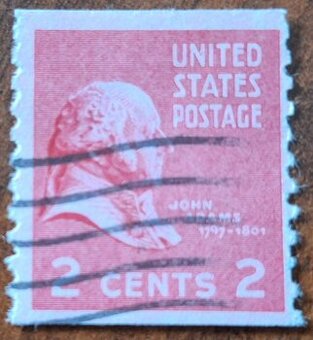 UNITED
STATES
POSTAGE
JOHN
ADAMS
1797-1801
2 CENTS 2